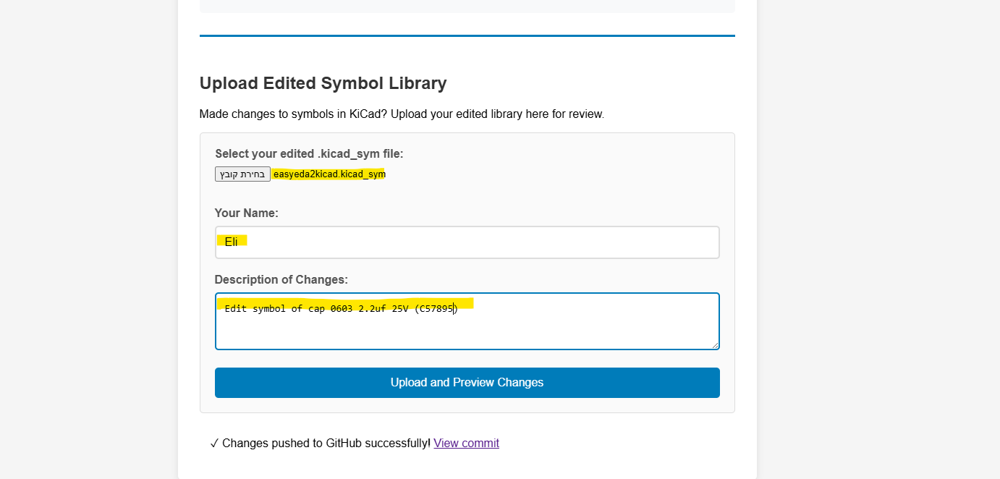 Upload Edited Symbol Library
Made changes to symbols in KiCad? Upload your edited library here for review.
Select your edited .kicad_sym file:
בחירת קובץ easyeda2kicad.kicad_sym
Your Name:
Eli
Description of Changes:
Edit symbol of cap 0603 2.2uf 25V (C57895)
Upload and Preview Changes
✓ Changes pushed to GitHub successfully! View commit